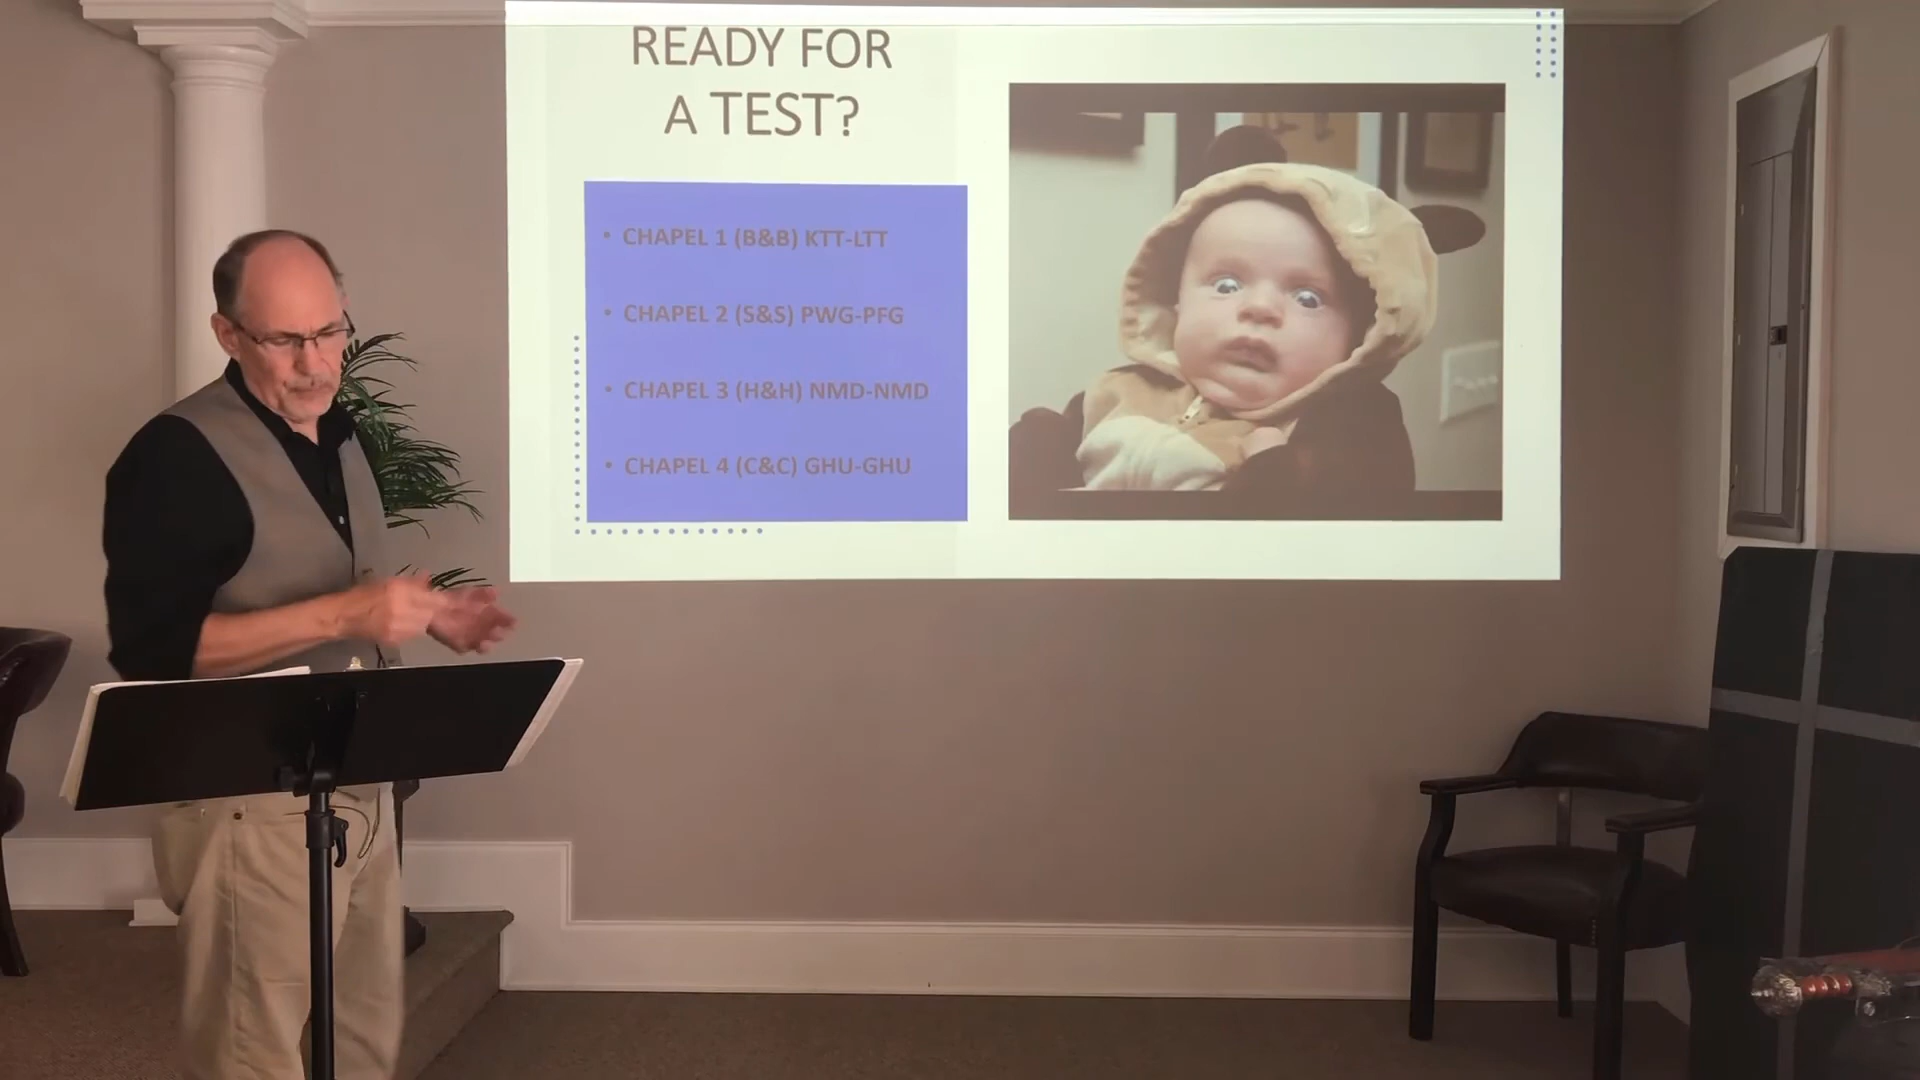 READY FOR
A TEST?
• CHAPEL 1 (B&B) KTT-LTT
• CHAPEL 2 (S&S) PWG-PFG
• CHAPEL 3 (H&H) NMD-NMD
• CHAPEL 4 (C&C) GHU-GHU